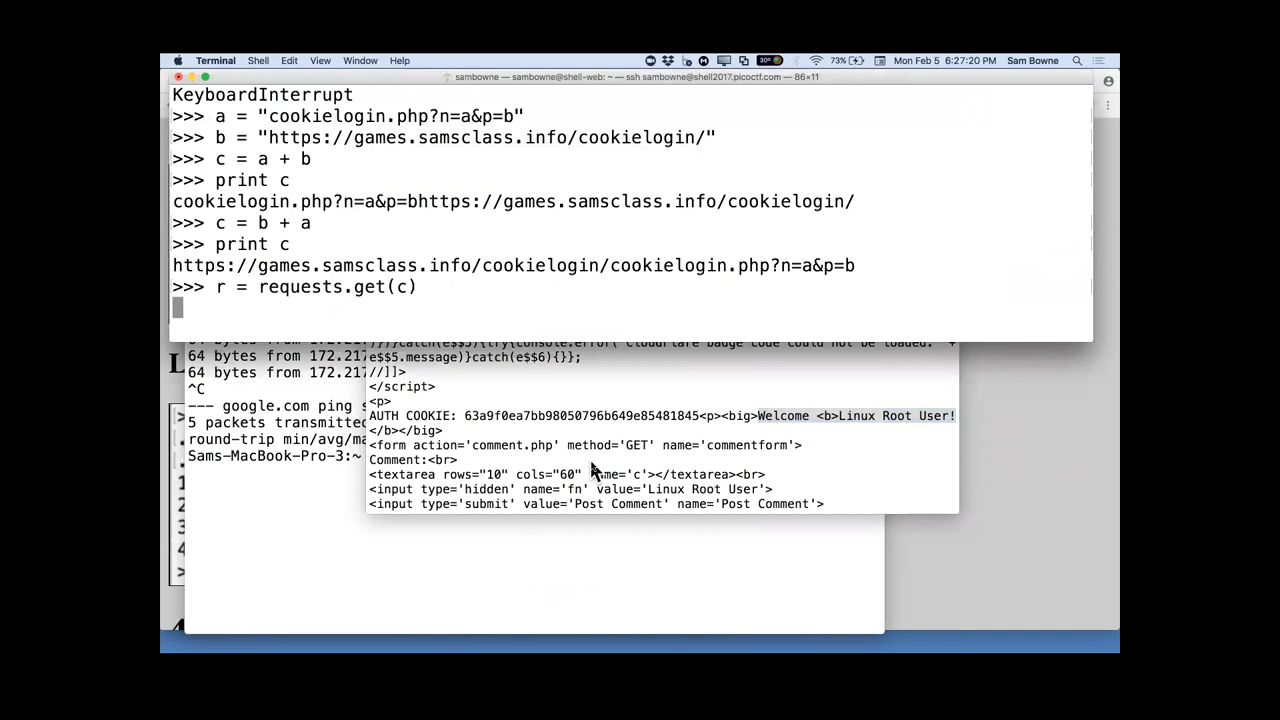 Terminal Shell Edit View Window Help 30° 73% Mon Feb 5 6:27:20 PM Sam Bowne
sambowne — sambowne@shell-web: ~ — ssh sambowne@shell2017.picoctf.com — 86×11
KeyboardInterrupt
>>> a = "cookielogin.php?n=a&p=b"
>>> b = "https://games.samsclass.info/cookielogin/"
>>> c = a + b
>>> print c
cookielogin.php?n=a&p=bhttps://games.samsclass.info/cookielogin/
>>> c = b + a
>>> print c
https://games.samsclass.info/cookielogin/cookielogin.php?n=a&p=b
>>> r = requests.get(c)
64 bytes from 172.217
64 bytes from 172.217
^C
--- google.com ping s
5 packets transmitted
round-trip min/avg/ma
Sams-MacBook-Pro-3:~
e$$5.message)}catch(e$$6){}};
//]]>
</script>
<p>
AUTH COOKIE: 63a9f0ea7bb98050796b649e85481845<p><big>Welcome <b>Linux Root User!
</b></big>
<form action='comment.php' method='GET' name='commentform'>
Comment:<br>
<textarea rows="10" cols="60" me='c'></textarea><br>
<input type='hidden' name='fn' value='Linux Root User'>
<input type='submit' value='Post Comment' name='Post Comment'>